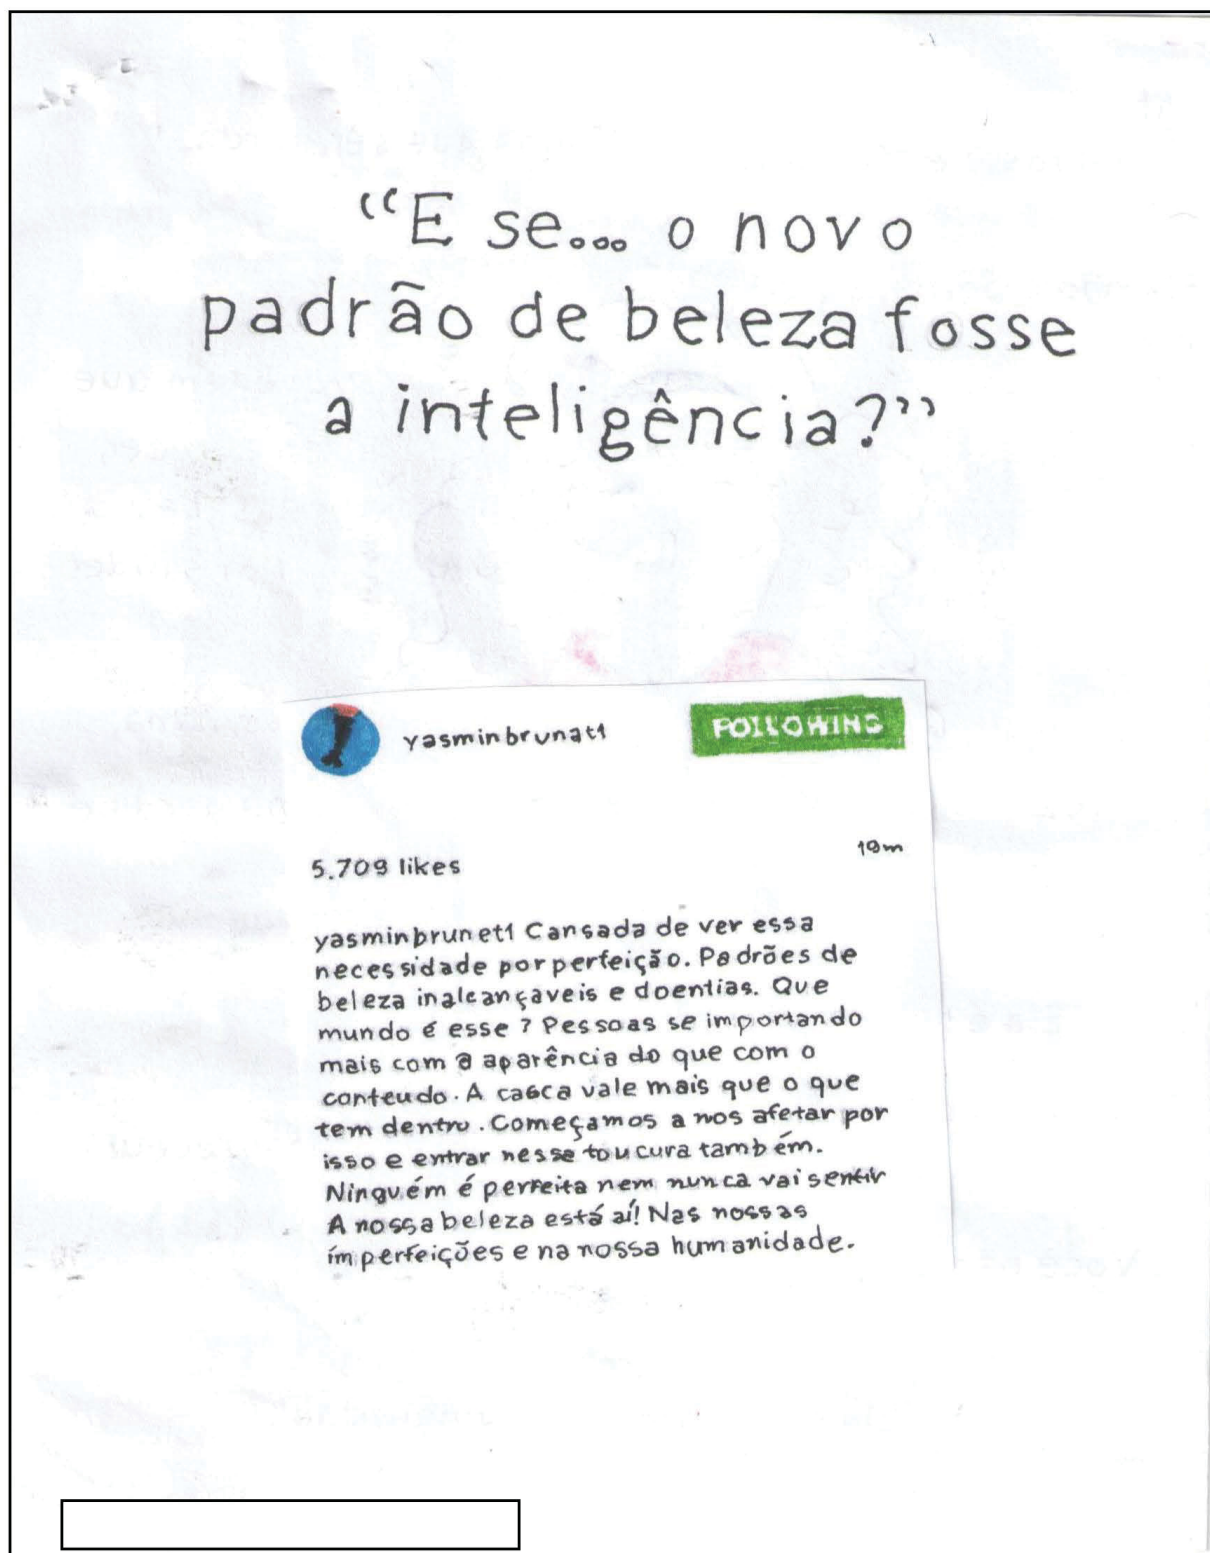 “E se... o novo
padrão de beleza fosse
a inteligência?”
yasminbrunat1
FOLLOWING
5.709 likes
19m
yasminbrunet1 Cansada de ver essa
necessidade por perfeição. Padrões de
beleza inalcançaveis e doentias. Que
mundo é esse? Pessoas se importando
mais com a aparência do que com o
conteudo. A casca vale mais que o que
tem dentro. Começamos a nos afetar por
isso e entrar nessa loucura também.
Ninguém é perfeita nem nunca vai sentir
A nossa beleza está aí! Nas nossas
imperfeições e na nossa humanidade.